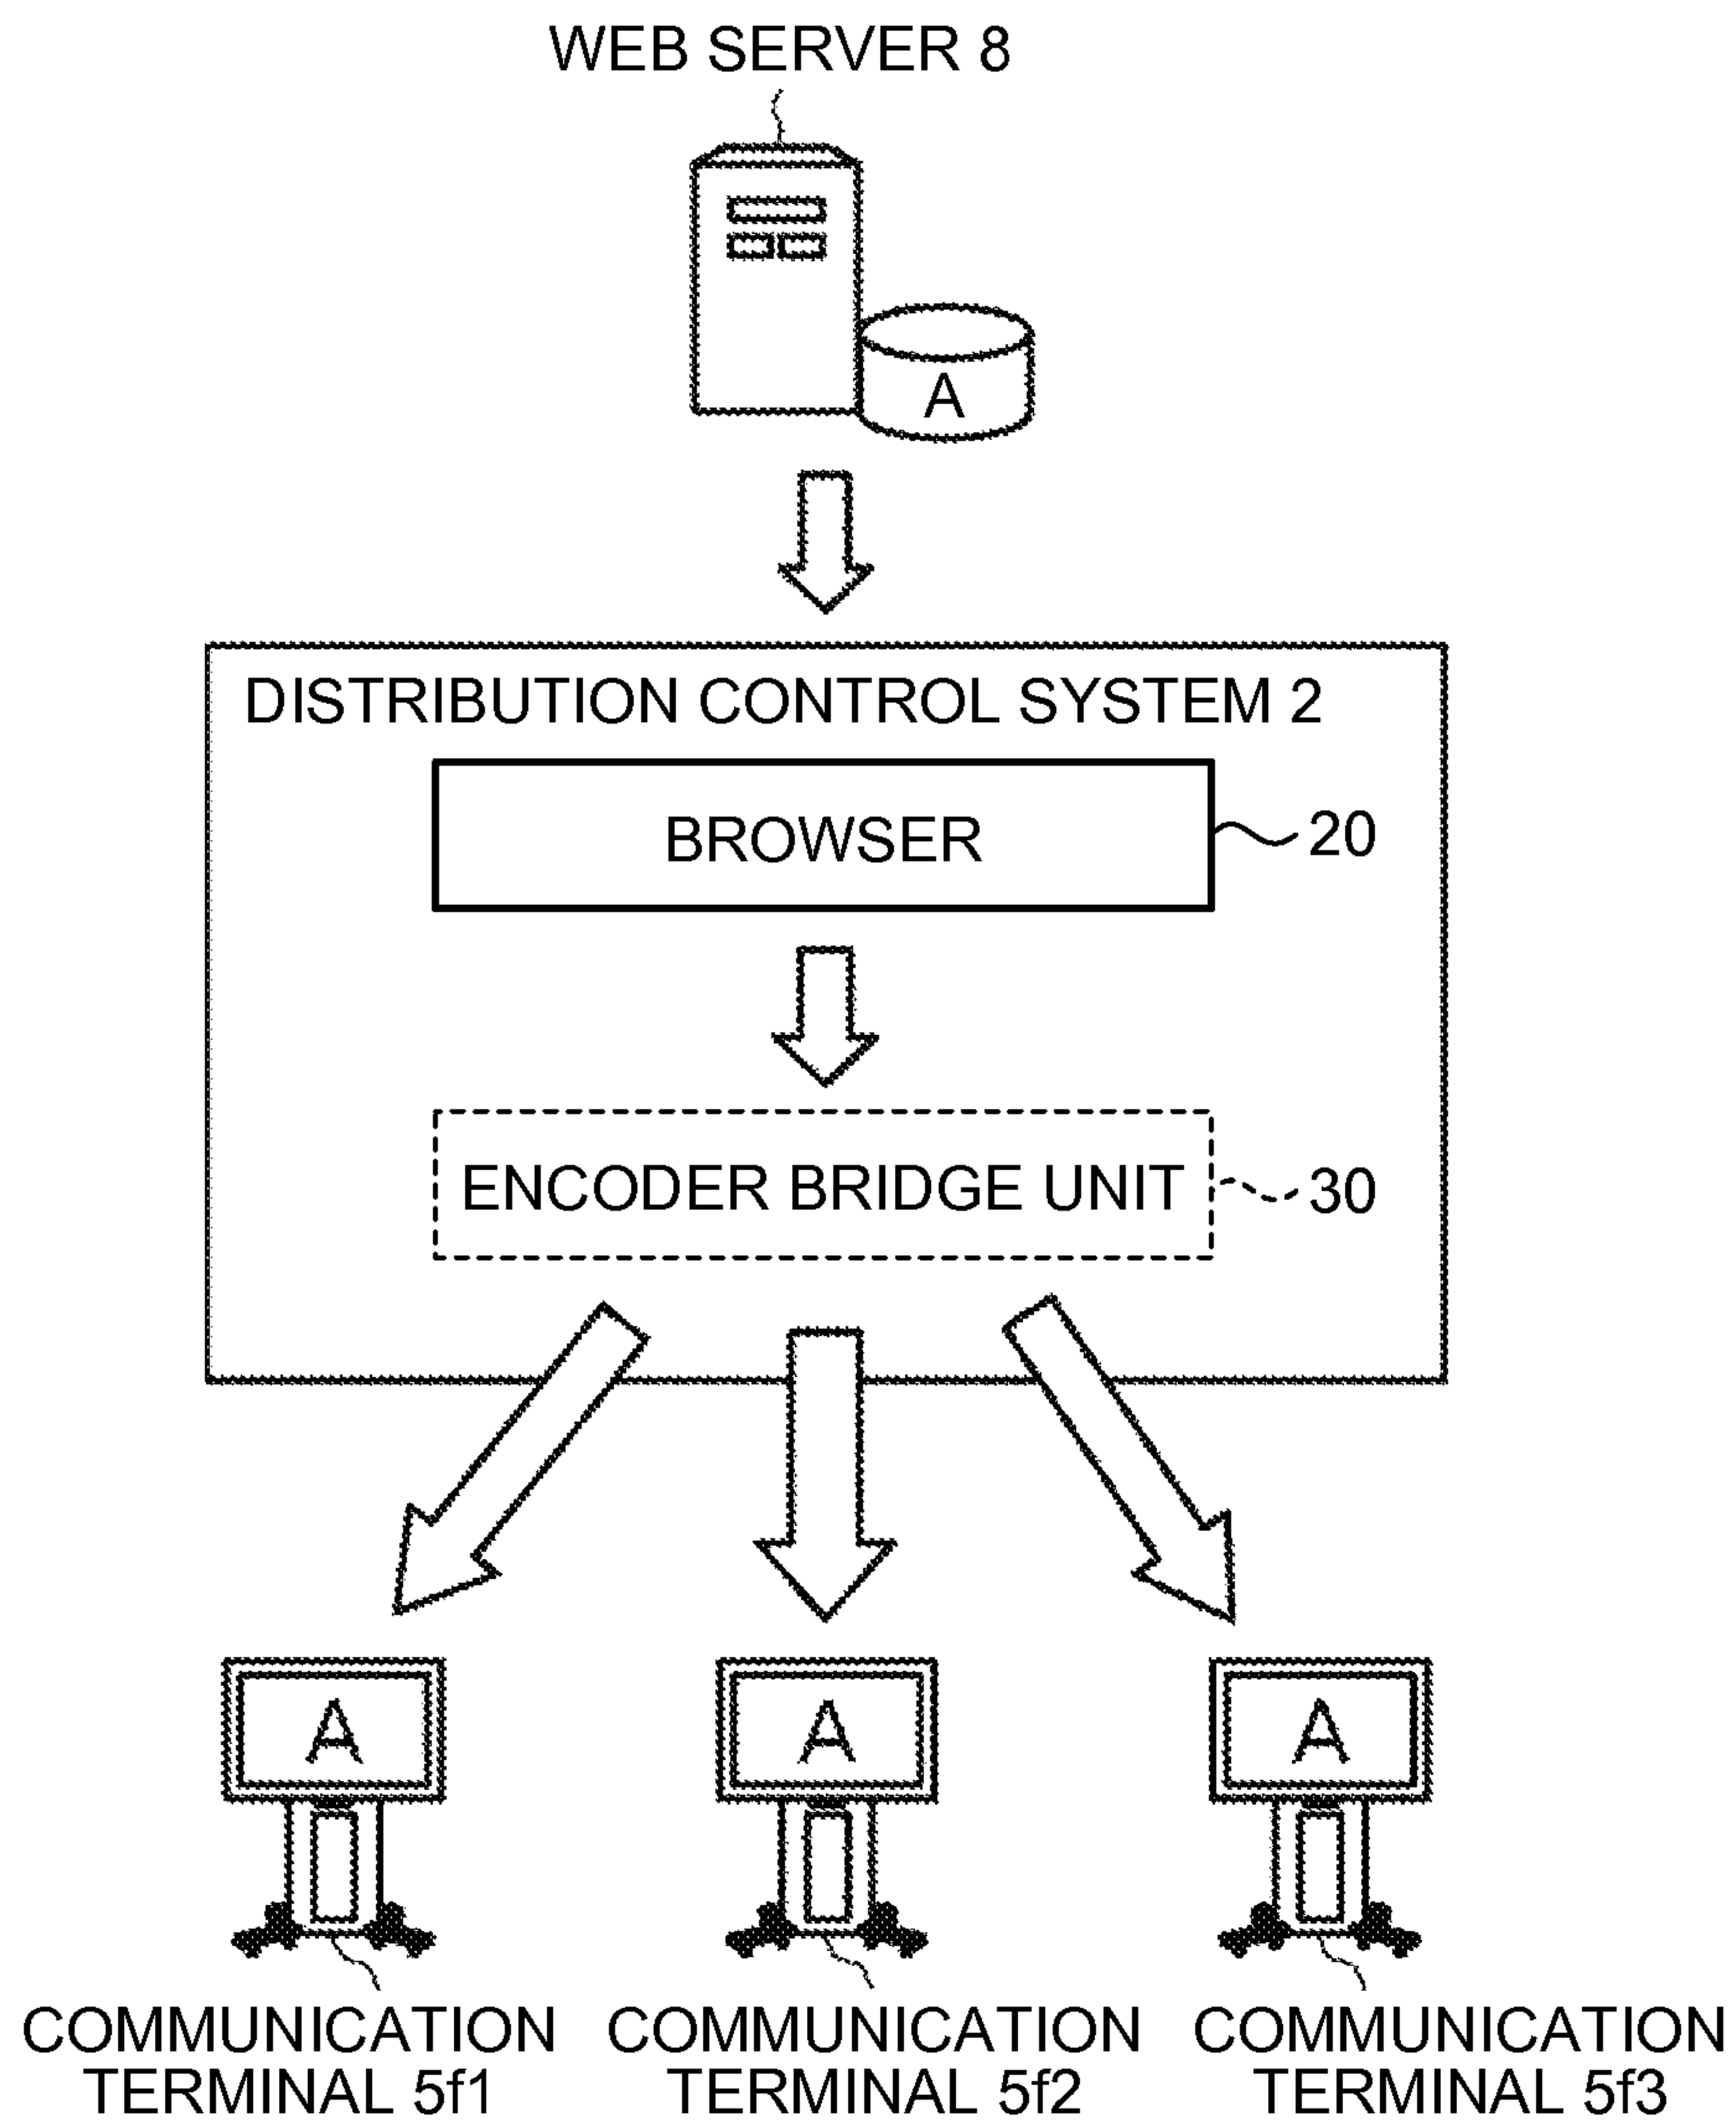 WEB SERVER 8
A
DISTRIBUTION CONTROL SYSTEM 2
BROWSER
20
ENCODER BRIDGE UNIT
30
A
A
A
COMMUNICATION
TERMINAL 5f1
COMMUNICATION
TERMINAL 5f2
COMMUNICATION
TERMINAL 5f3